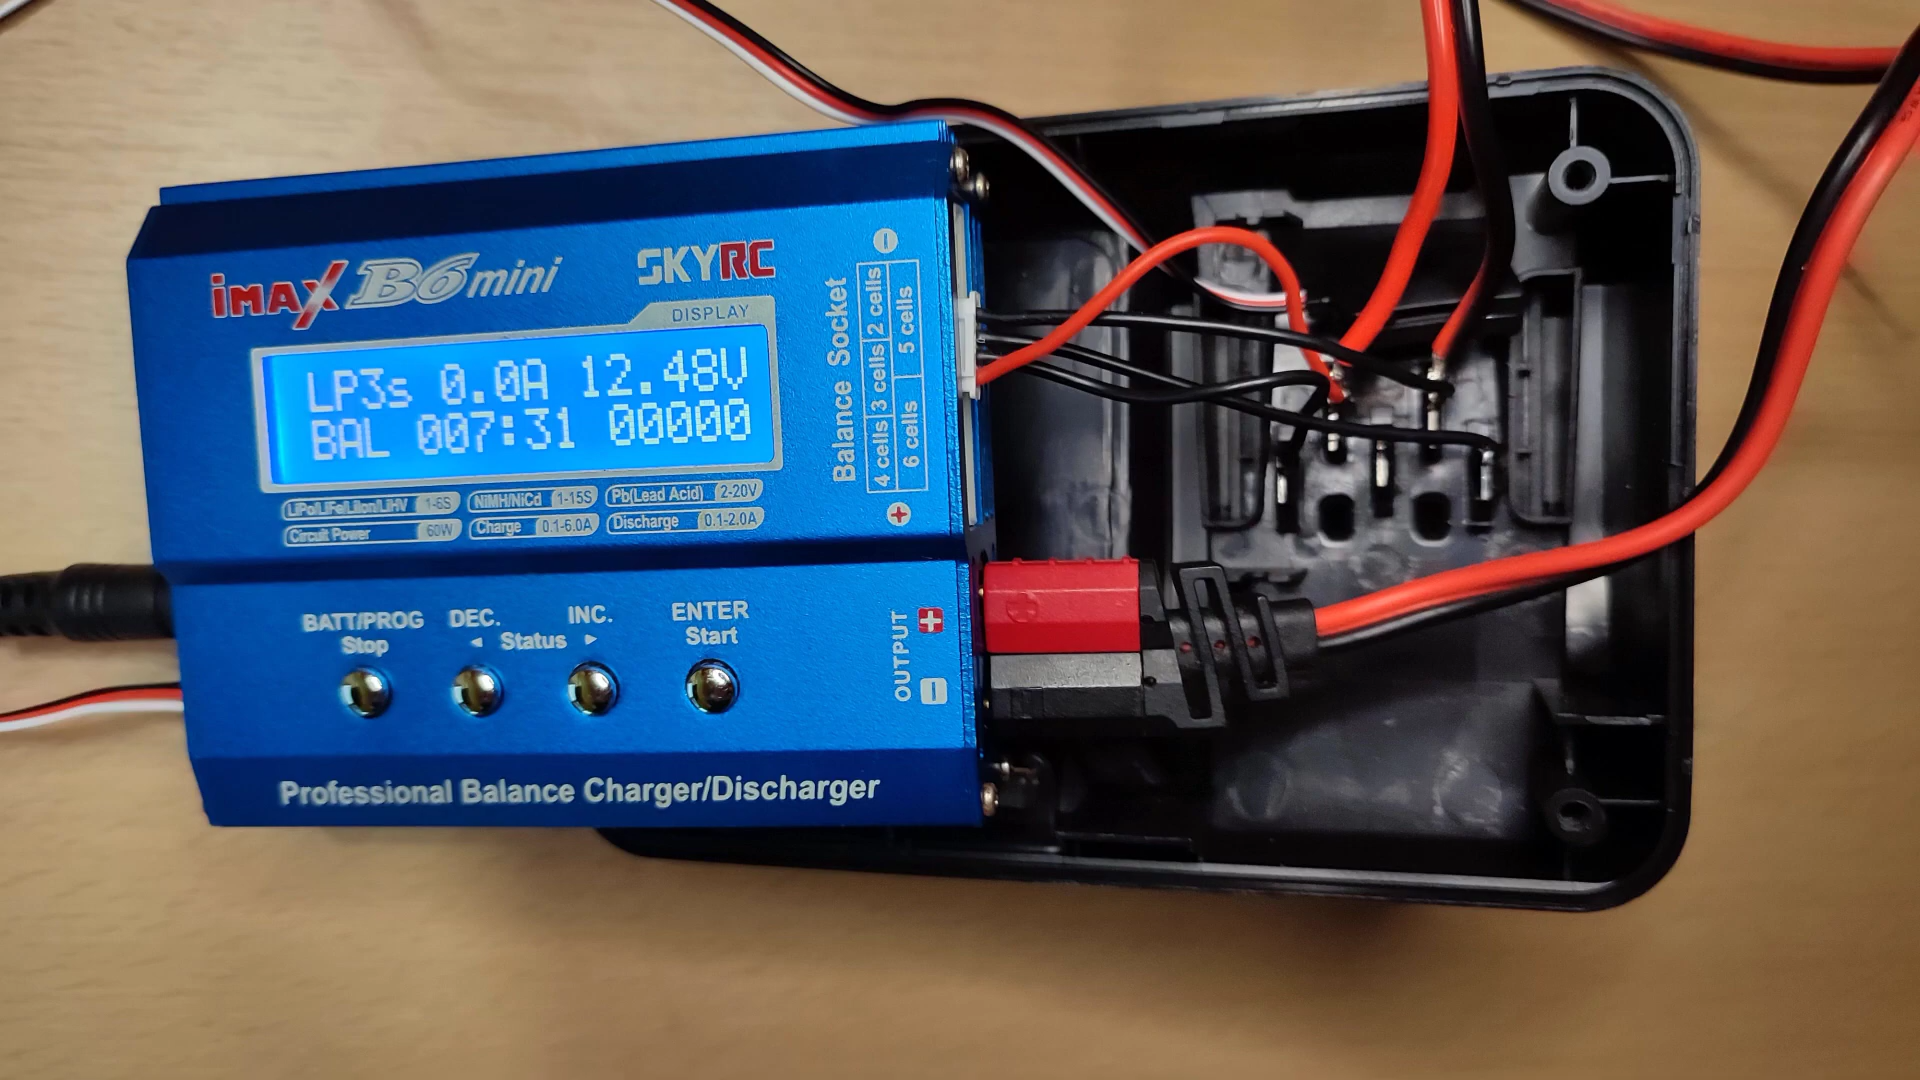 iMAX B6 mini
SKYRC
DISPLAY
LP3s 0.0A 12.48V
BAL 007:31 00000
LiPo/LiFe/LiIon/LiHV 1-6S
NiMH/NiCd 1-15S
Pb(Lead Acid) 2-20V
Circuit Power 60W
Charge 0.1-6.0A
Discharge 0.1-2.0A
Balance Socket
4 cells 3 cells 2 cells
6 cells 5 cells
BATT/PROG
Stop
DEC.
INC.
◄ Status ►
ENTER
Start
OUTPUT
Professional Balance Charger/Discharger